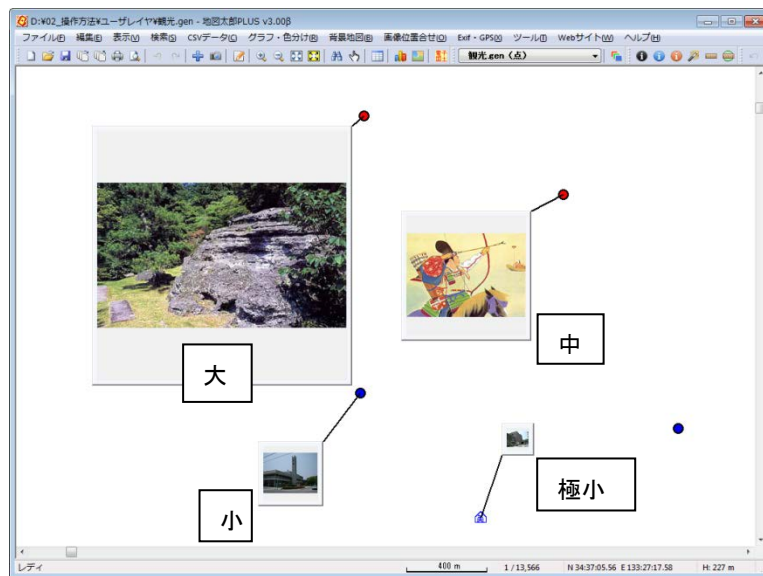 D:¥02_操作方法¥ユーザレイヤ¥観光.gen - 地図太郎PLUS v3.00β
ファイル(F) 編集(E) 表示(V) 検索(S) CSVデータ(C) グラフ・色分け(R) 背景地図(B) 画像位置合せ(O) Exif・GPS(X) ツール(T) Webサイト(W) ヘルプ(H)
観光.gen (点)
大
中
小
極小
レディ
400 m
1 / 13,566
N 34:37:05.56 E 133:27:17.58
H: 227 m